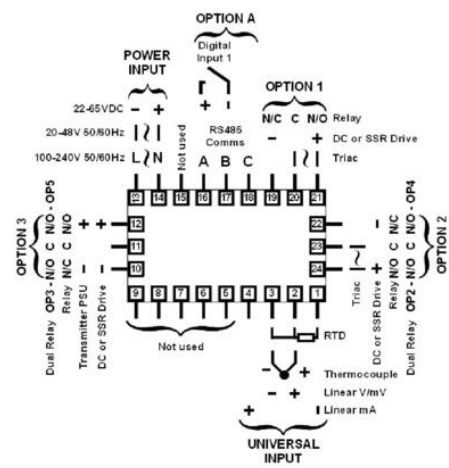 OPTION A
Digital
Input 1
POWER
INPUT
OPTION 1
22-65VDC − +
N/C C N/O Relay
20-48V 50/60Hz
RS485
Comms
− + DC or SSR Drive
100-240V 50/60Hz L N
Not used
A B C
Triac
13 14 15 16 17 18 19 20 21
OPTION 3
Dual Relay OP3 - N/O C N/O - OP5
Relay N/C C N/O
Transmitter PSU − +
DC or SSR Drive − +
12
11
10
22
23
24
Triac
DC or SSR Drive + −
Relay N/O C N/C
Dual Relay OP2 - N/O C N/O - OP4
OPTION 2
9 8 7 6 5 4 3 2 1
Not used
RTD
− + Thermocouple
− + Linear V/mV
+ − Linear mA
UNIVERSAL
INPUT